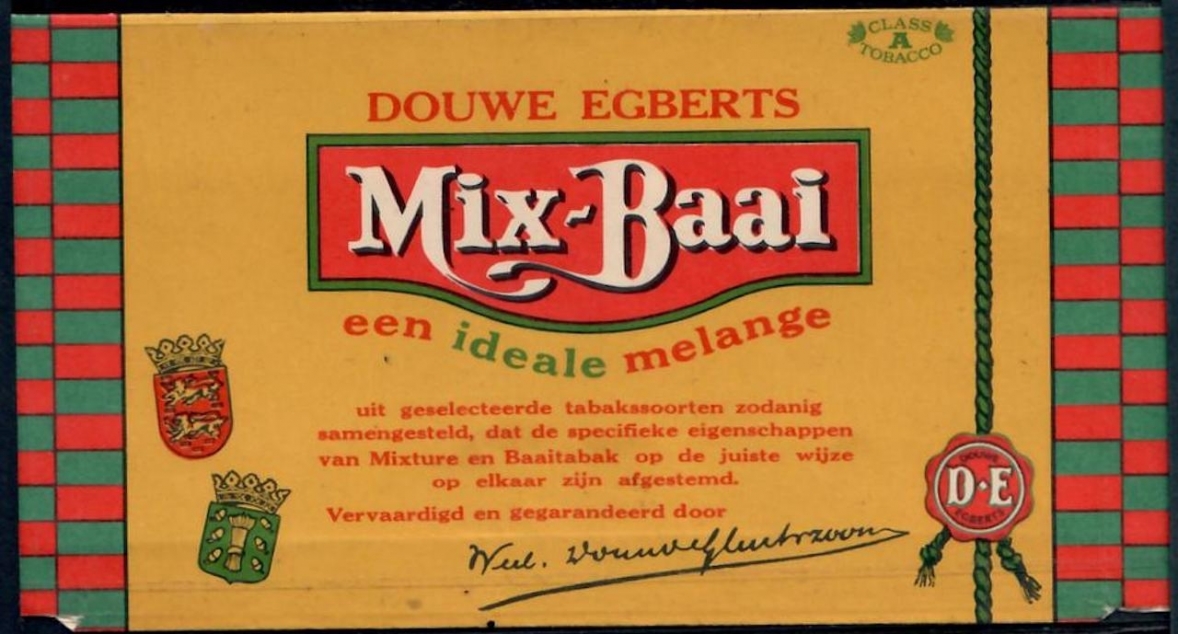 CLASS
A
TOBACCO
DOUWE EGBERTS
Mix-Baai
een ideale melange
uit geselecteerde tabakssoorten zodanig
samengesteld, dat de specifieke eigenschappen
van Mixture en Baaitabak op de juiste wijze
op elkaar zijn afgestemd.
Vervaardigd en gegarandeerd door
Wed.
DOUWE
D·E
EGBERTS